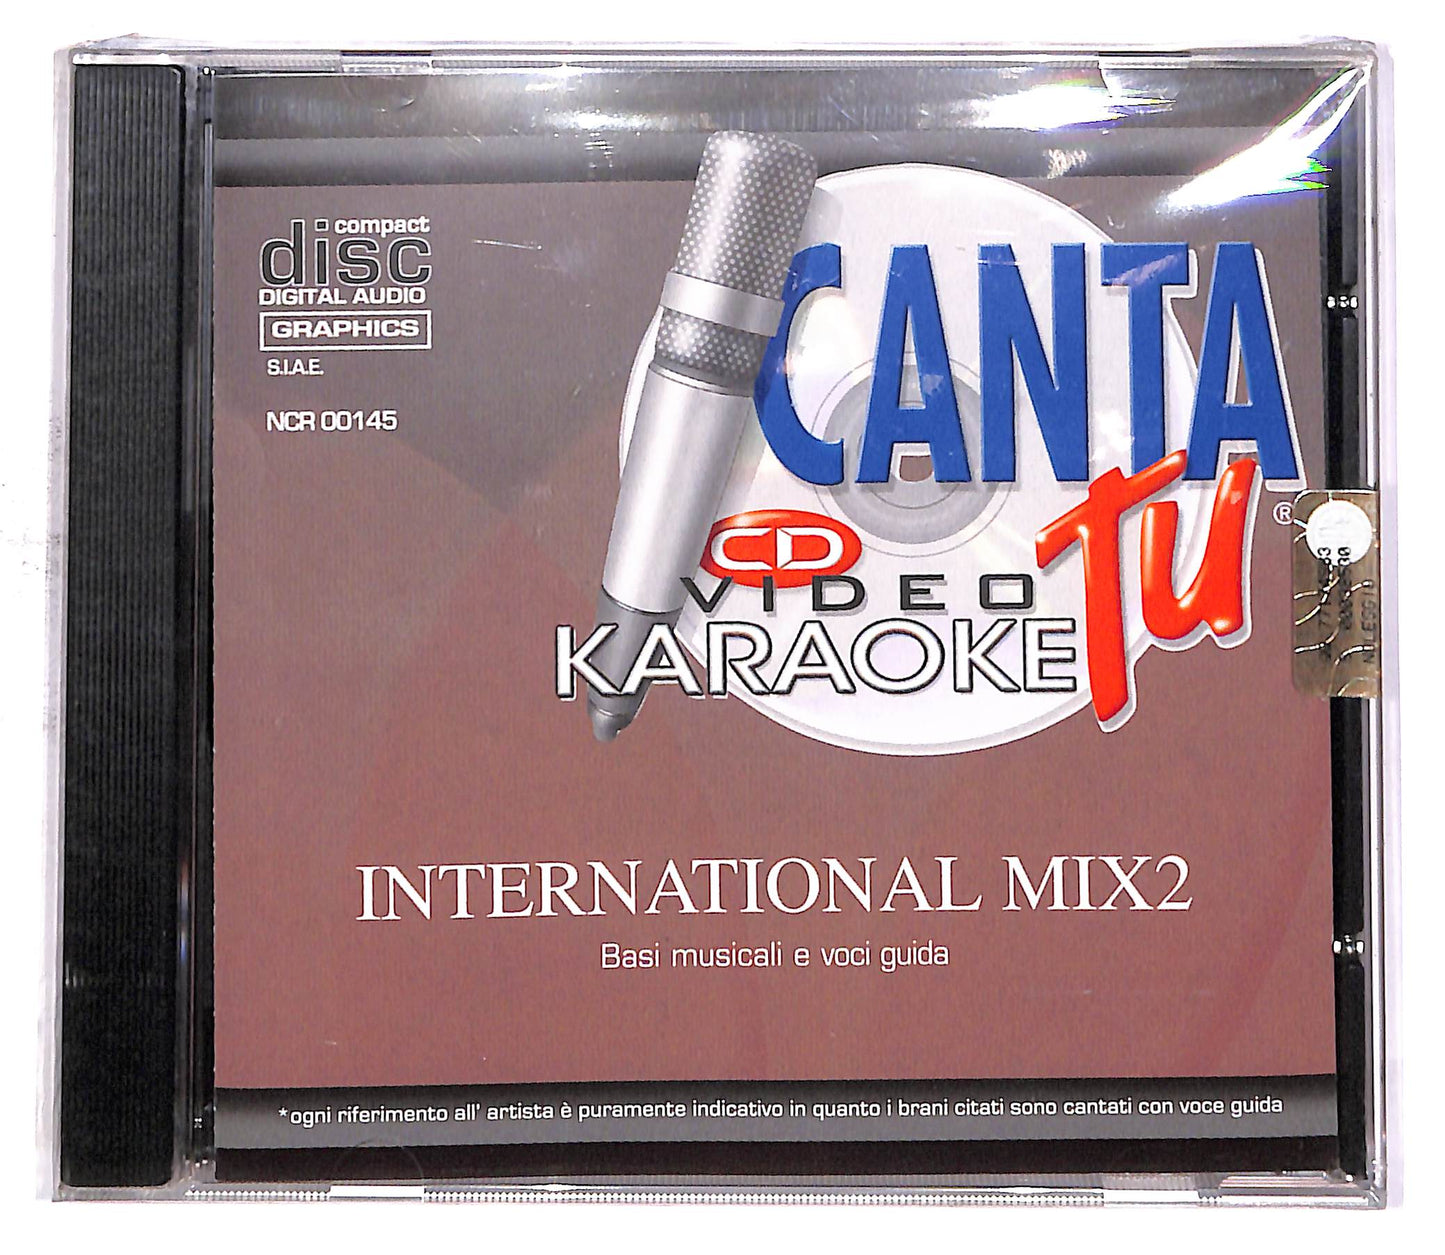 compact
disc
DIGITAL AUDIO
GRAPHICS
S.I.A.E.
NCR 00145
CANTA
TU
®
CD
VIDEO
KARAOKE
INTERNATIONAL MIX2
Basi musicali e voci guida
*ogni riferimento all' artista è puramente indicativo in quanto i brani citati sono cantati con voce guida